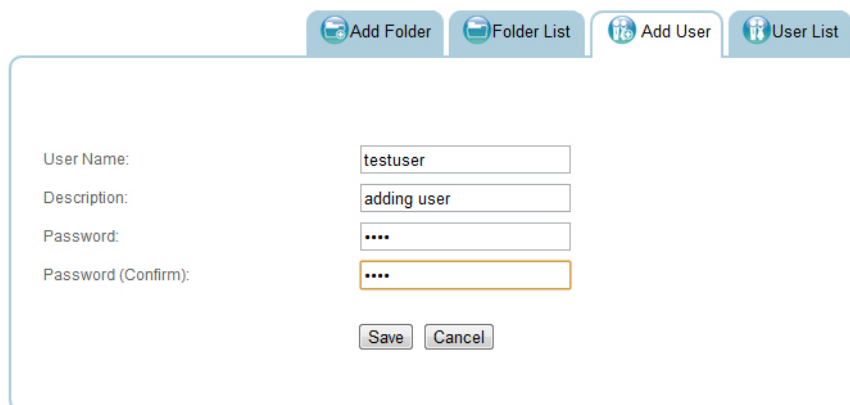 Add Folder Folder List Add User User List
User Name: testuser
Description: adding user
Password: ••••
Password (Confirm): ••••
Save Cancel